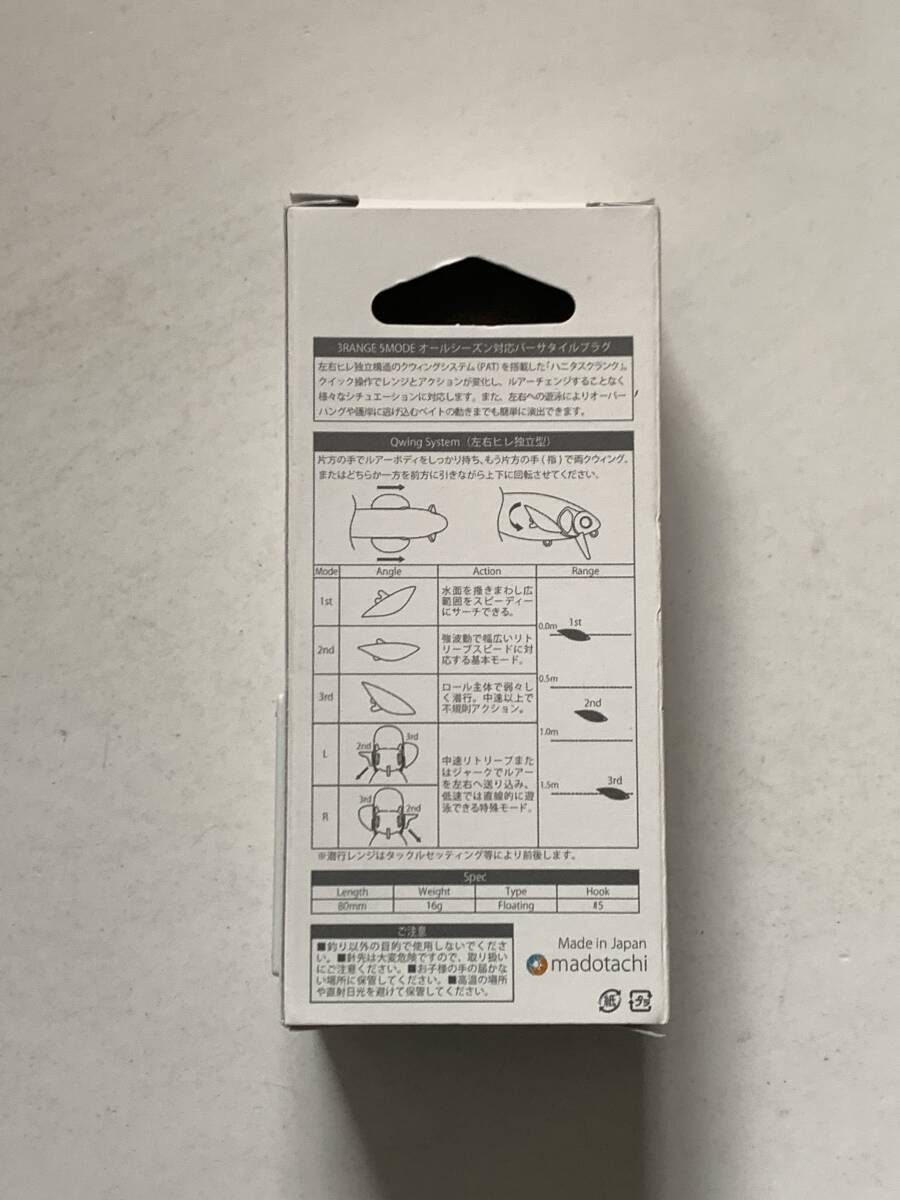 3RANGE 5MODE オールシーズン対応バーサタイルプラグ
左右ヒレ独立構造のクウィングシステム(PAT)を搭載した「ハニタスクランク」。
クイック操作でレンジとアクションが変化し、ルアーチェンジすることなく
様々なシチュエーションに対応します。また、左右への遊泳によりオーバー
ハングや護岸に逃げ込むベイトの動きまでも簡単に演出できます。
Qwing System(左右ヒレ独立型)
片方の手でルアーボディをしっかり持ち、もう片方の手(指)で両クウィング。
またはどちらか一方を前方に引きながら上下に回転させてください。
Mode Angle Action Range
1st
水面を撹きまわし広
範囲をスピーディー
にサーチできる。
2nd
強波動で幅広いリト
リーブスピードに対
応する基本モード。
3rd
ロール主体で弱々し
く潜行。中速以上で
不規則アクション。
L
2nd 3rd
R
3rd 2nd
中速リトリーブまた
はジャークでルアー
を左右へ送り込み。
低速では直線的に遊
泳できる特殊モード。
0.0m 1st
0.5m
2nd
1.0m
1.5m 3rd
※潜行レンジはタックルセッティング等により前後します。
Spec
Length Weight Type Hook
80mm 16g Floating #5
ご注意
■釣り以外の目的で使用しないでくださ
い。■針先は大変危険ですので、取り扱い
にご注意ください。■お子様の手の届かな
い場所に保管してください。■高温の場所
や直射日光を避けて保管してください。
Made in Japan
madotachi
紙 プラ